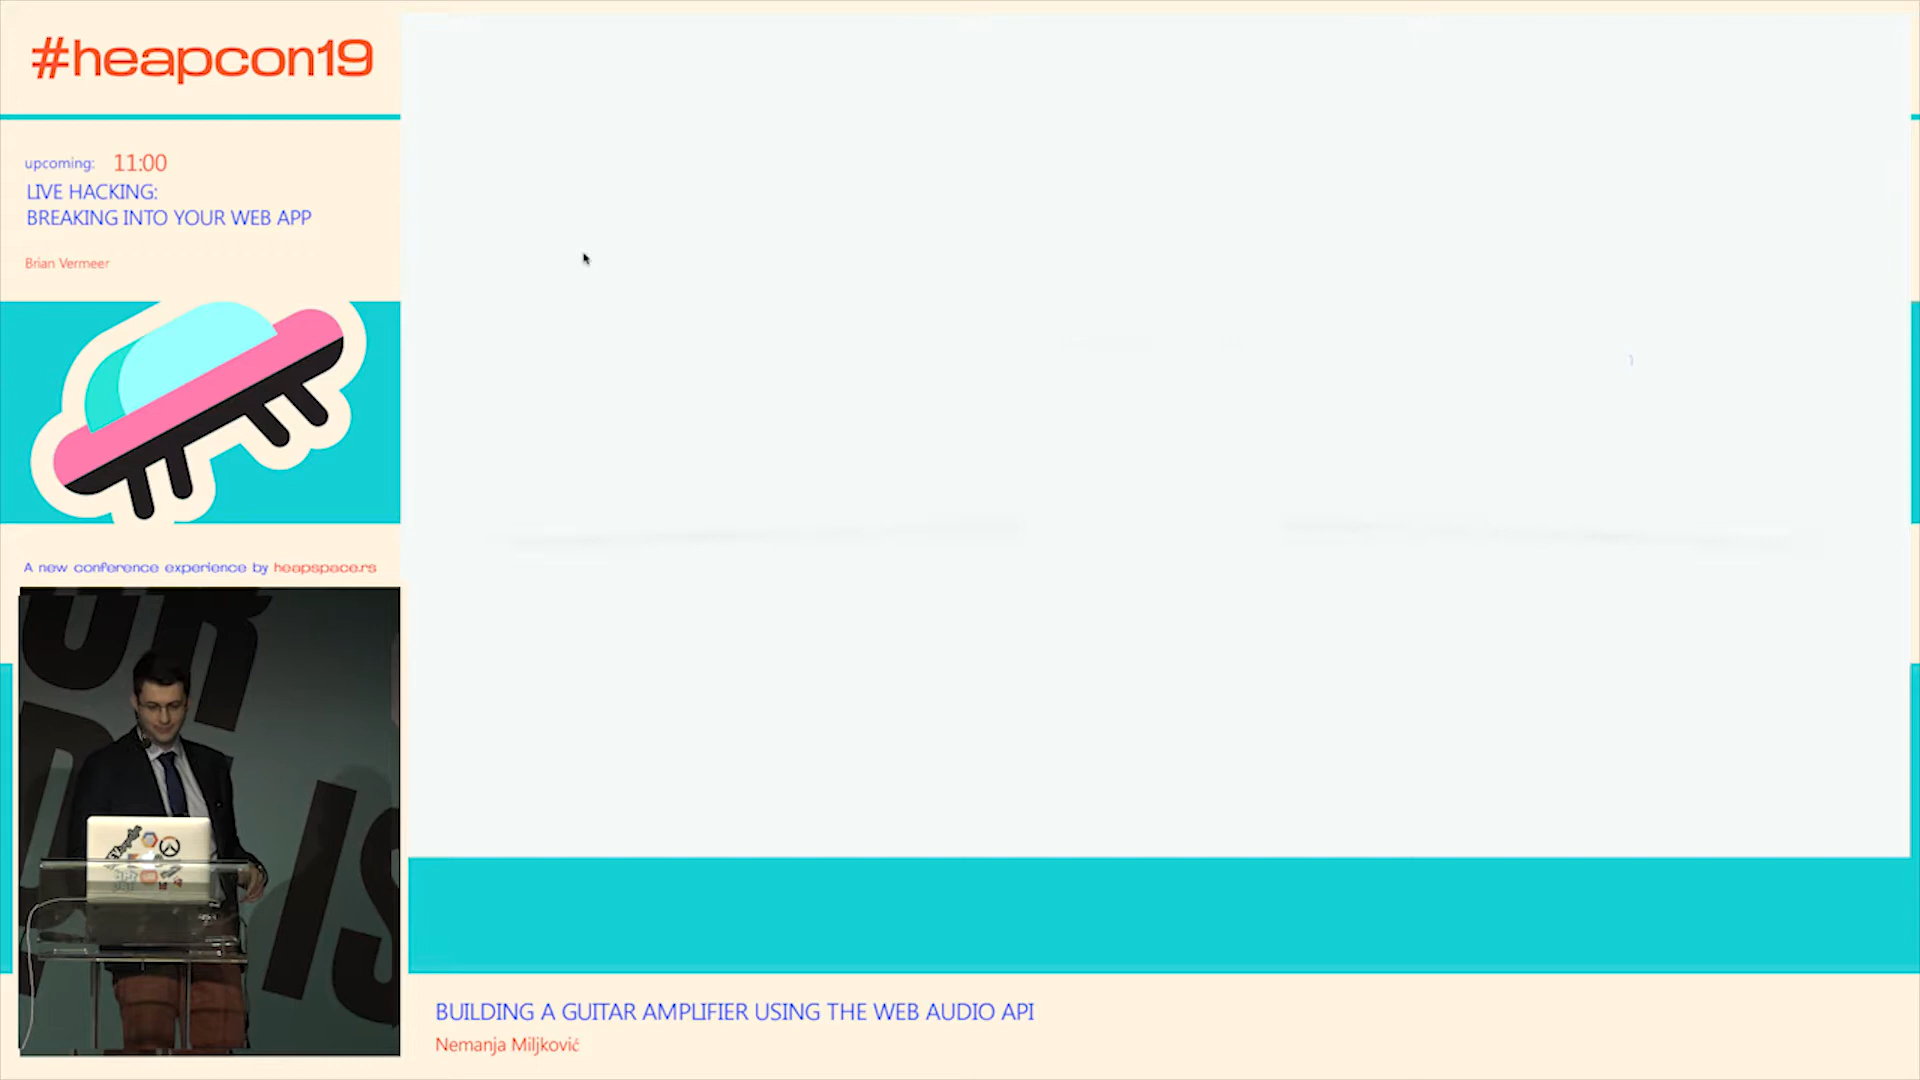 #heapcon19
upcoming: 11:00
LIVE HACKING:
BREAKING INTO YOUR WEB APP
Brian Vermeer
A new conference experience by heapspace.rs
BUILDING A GUITAR AMPLIFIER USING THE WEB AUDIO API
Nemanja Miljković